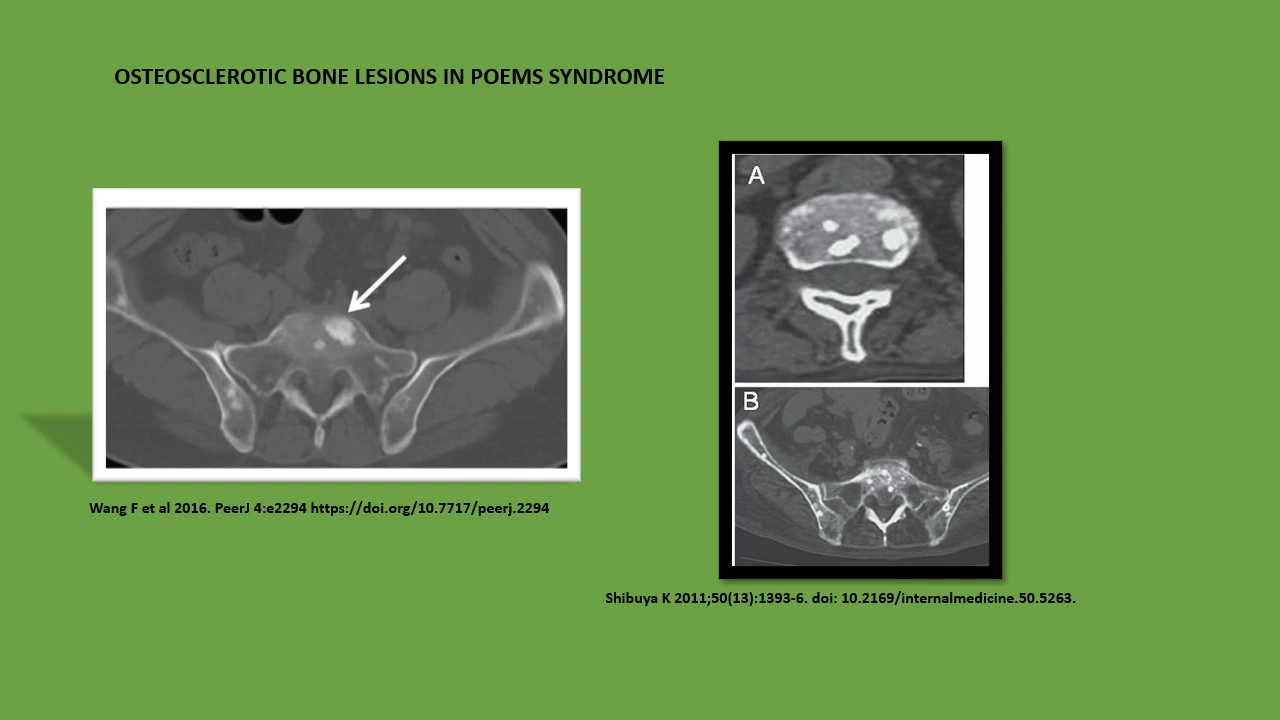 OSTEOSCLEROTIC BONE LESIONS IN POEMS SYNDROME
A
B
Wang F et al 2016. PeerJ 4:e2294 https://doi.org/10.7717/peerj.2294
Shibuya K 2011;50(13):1393-6. doi: 10.2169/internalmedicine.50.5263.